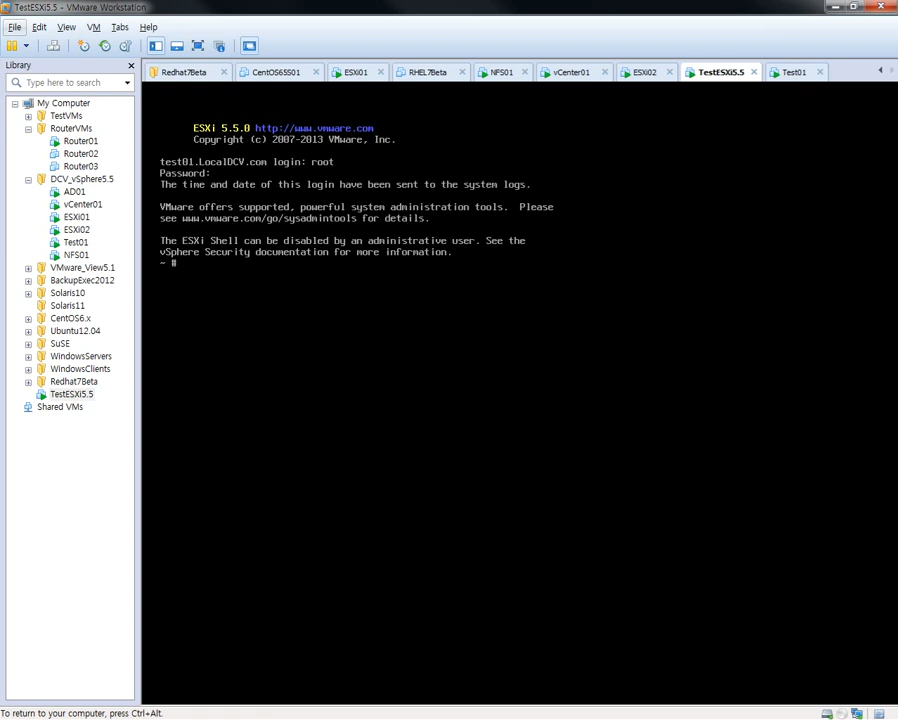 TestESXi5.5 - VMware Workstation
File Edit View VM Tabs Help
Library
Type here to search
My Computer
TestVMs
RouterVMs
Router01
Router02
Router03
DCV_vSphere5.5
AD01
vCenter01
ESXi01
ESXi02
Test01
NFS01
VMware_View5.1
BackupExec2012
Solaris10
Solaris11
CentOS6.x
Ubuntu12.04
SuSE
WindowsServers
WindowsClients
Redhat7Beta
TestESXi5.5
Shared VMs
Redhat7Beta CentOS65S01 ESXi01 RHEL7Beta NFS01 vCenter01 ESXi02 TestESXi5.5 Test01
ESXi 5.5.0 http://www.vmware.com
Copyright (c) 2007-2013 VMware, Inc.
test01.LocalDCV.com login: root
Password:
The time and date of this login have been sent to the system logs.
VMware offers supported, powerful system administration tools.  Please
see www.vmware.com/go/sysadmintools for details.
The ESXi Shell can be disabled by an administrative user. See the
vSphere Security documentation for more information.
~ #
To return to your computer, press Ctrl+Alt.